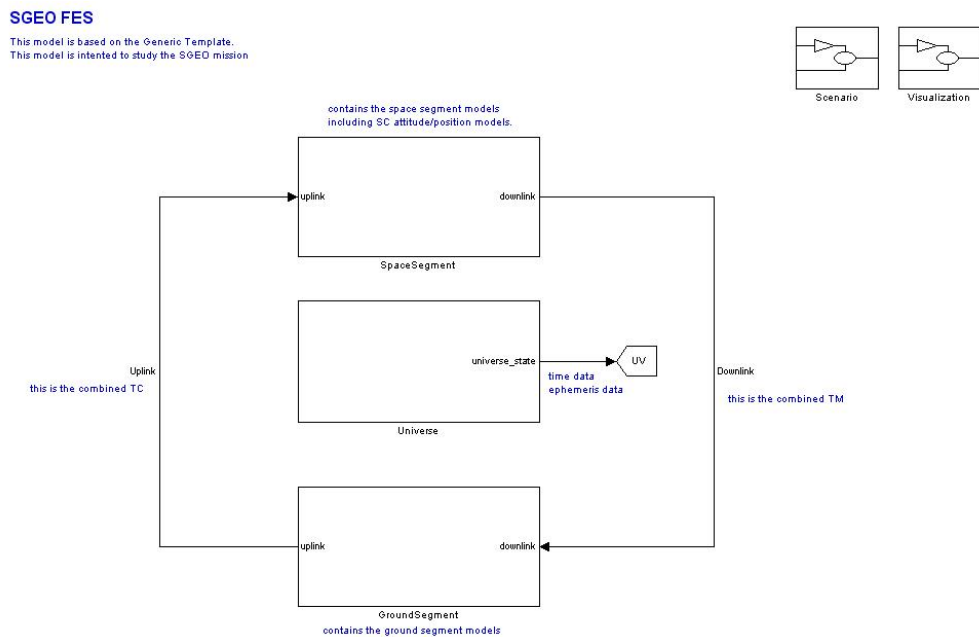 SGEO FES
This model is based on the Generic Template.
This model is intented to study the SGEO mission
Scenario
Visualization
contains the space segment models
including SC attitude/position models.
uplink
downlink
SpaceSegment
universe_state
UV
time data
ephemeris data
Universe
Uplink
this is the combined TC
Downlink
this is the combined TM
uplink
downlink
GroundSegment
contains the ground segment models